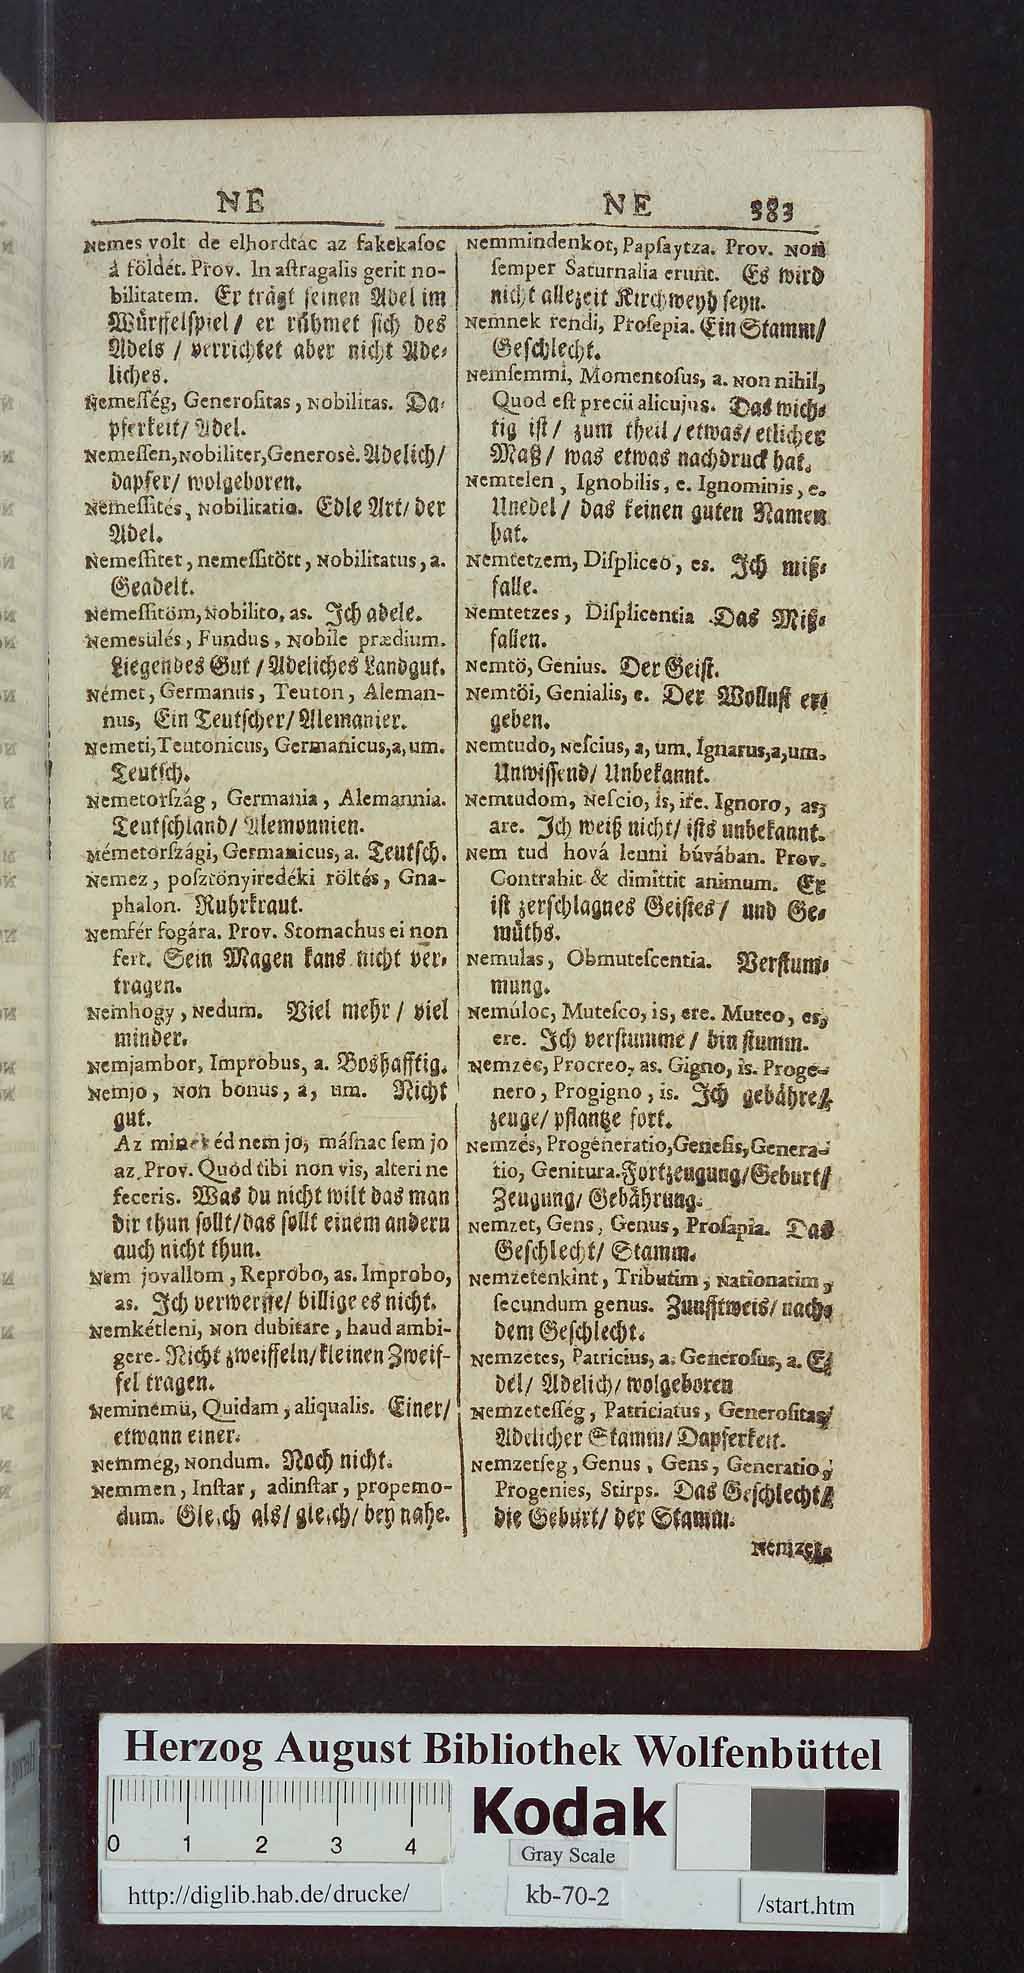 NE
Nemes volt de elhordtác az fakekasoc
á földét. Prov. In astragalis gerit no-
bilitatem. Er trägt seinen Adel im
Würffelspiel/ er rühmet sich des
Adels / verrichtet aber nicht Ade-
liches.
Nemesség, Generositas, Nobilitas. Da-
pferkeit/ Adel.
Nemessen, Nobiliter, Generosè. Adelich/
dapfer/ wolgeboren.
Nemessités, Nobilitatio. Edle Art/ der
Adel.
Nemessitet, nemessitött, Nobilitatus, a.
Geadelt.
Nemessitöm, Nobilito, as. Ich adele.
Nemesülés, Fundus, Nobile prædium.
Liegendes Gut / Adeliches Landgut.
Német, Germanus, Teuton, Aleman-
nus, Ein Teutscher/ Alemanier.
Nemeti, Teutonicus, Germanicus, a, um.
Teutsch.
Nemetország, Germania, Alemannia.
Teutschland/ Alemonnien.
Németországi, Germanicus, a. Teutsch.
Nemez, posztónyiredéki röltés, Gna-
phalon. Ruhrkraut.
Nemfér fogára. Prov. Stomachus ei non
fert. Sein Magen kans nicht ver-
tragen.
Nemhogy, Nedum. Viel mehr / viel
minder.
Nemjambor, Improbus, a. Boshafftig.
Nemjo, Non bonus, a, um. Nicht
gut.
Az min éd nem jo, másnac sem jo
az. Prov. Quod tibi non vis, alteri ne
feceris. Was du nicht wilt das man
dir thun sollt/ das sollt einem andern
auch nicht thun.
Nem jovallom, Reprobo, as. Improbo,
as. Ich verwerffe/ billige es nicht.
Nemkétleni, Non dubitare, haud ambi-
gere. Nicht zweiffeln/ kleinen Zweif-
fel tragen.
Neminému, Quidam, aliqualis. Einer/
etwann einer.
Nemmég, Nondum. Noch nicht.
Nemmen, Instar, adinstar, propemo-
dum. Gleich als/ gleich/ bey nahe.
NE 383
Nemmindenkot, Papsaytza. Prov. Non
semper Saturnalia erunt. Es wird
nicht allezeit Kirchweyh seyn.
Nemnek rendi, Prosepia. Ein Stamm/
Geschlecht.
Nemsemmi, Momentosus, a. Non nihil,
Quod est precii alicujus. Das wich-
tig ist/ zum theil / etwas/ etlicher
Maß/ was etwas nachdruck hat.
Nemtelen, Ignobilis, e. Ignominis, e.
Unedel / das keinen guten Namen
hat.
Nemtetzem, Displiceo, es. Ich miß-
falle.
Nemtetzes, Displicentia. Das Miß-
fallen.
Nemtö, Genius. Der Geist.
Nemtöi, Genialis, e. Der Wollust er-
geben.
Nemtudo, Nescius, a, um. Ignarus, a, um.
Unwissend/ Unbekannt.
Nemtudom, Nescio, is, ire. Ignoro, as,
are. Ich weiß nicht/ ists unbekannt.
Nem tud hová lenni búvában. Prov.
Contrahit & dimittit animum. Er
ist zerschlagnes Geistes/ und Ge-
müths.
Nemulas, Obmutescentia. Verstum-
mung.
Nemúloc, Mutesco, is, ere. Muteo, es,
ere. Ich verstumme / bin stumm.
Nemzec, Procreo, as. Gigno, is. Proge-
nero, Progigno, is. Ich gebähre/
zeuge/ pflantze fort.
Nemzés, Progeneratio, Genesis, Genera-
tio, Genitura. Fortzeugung/ Geburt/
Zeugung/ Gebährung.
Nemzet, Gens, Genus, Prosapia. Das
Geschlecht/ Stamm.
Nemzetenkint, Tributim, Nationatim,
secundum genus. Zunfftweis/ nach
dem Geschlecht.
Nemzetes, Patricius, a. Generosus, a. E-
del/ Adelich/ wolgeboren
Nemzetesség, Patriciatus, Generositas,
Adelicher Stamm/ Dapferkeit.
Nemzetseg, Genus, Gens, Generatio,
Progenies, Stirps. Das Geschlecht/
die Geburt/ der Stamm.
Nemzer-
Herzog August Bibliothek Wolfenbüttel
0 1 2 3 4
Kodak
Gray Scale
http://diglib.hab.de/drucke/
kb-70-2
/start.htm